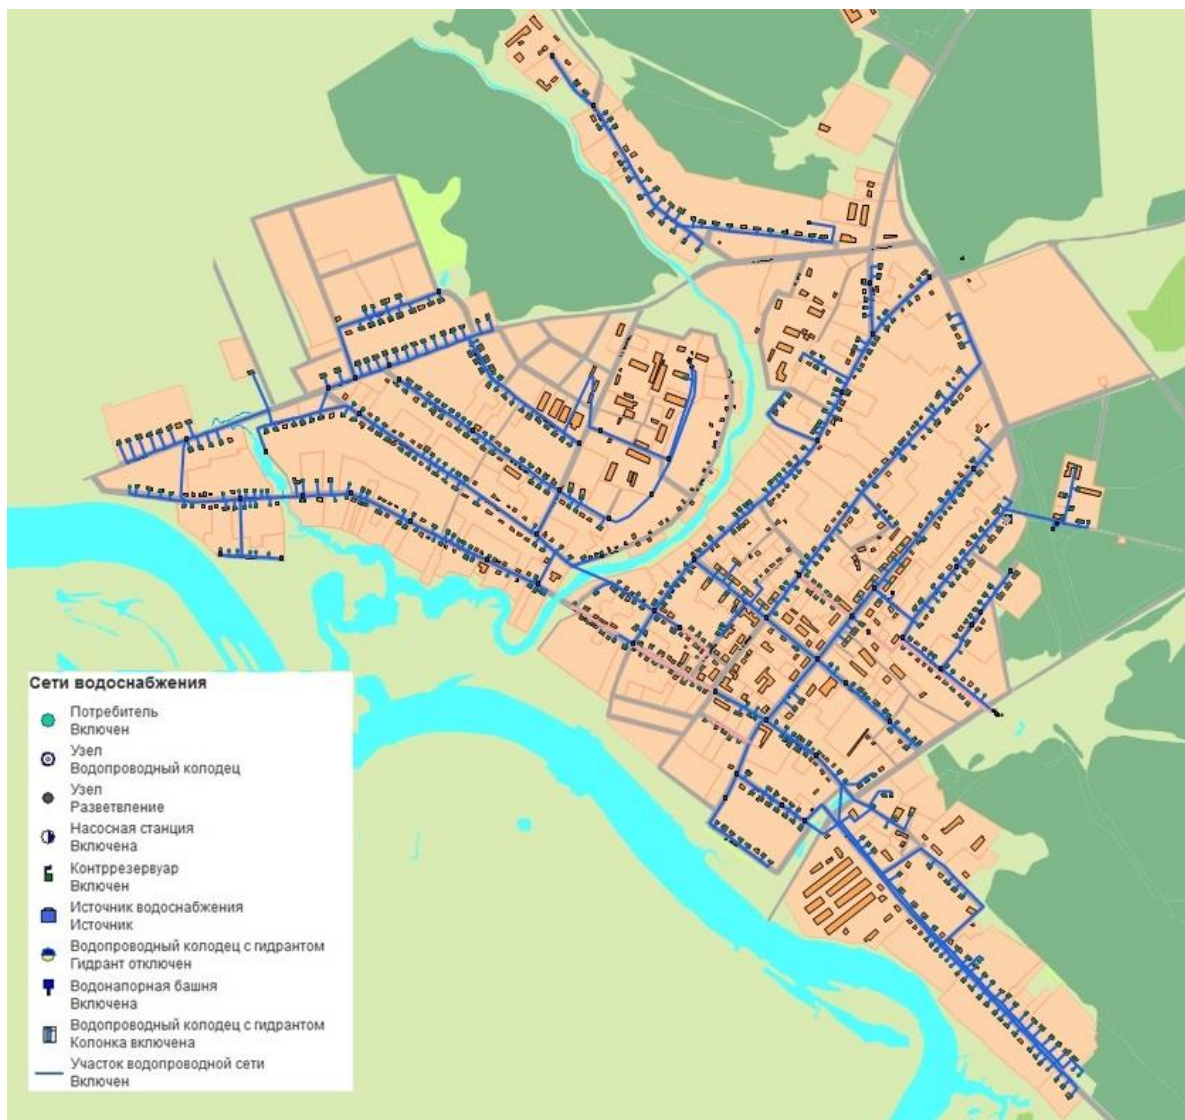 Сети водоснабжения
Потребитель
Включен
Узел
Водопроводный колодец
Узел
Разветвление
Насосная станция
Включена
Контррезервуар
Включен
Источник водоснабжения
Источник
Водопроводный колодец с гидрантом
Гидрант отключен
Водонапорная башня
Включена
Водопроводный колодец с гидрантом
Колонка включена
Участок водопроводной сети
Включен